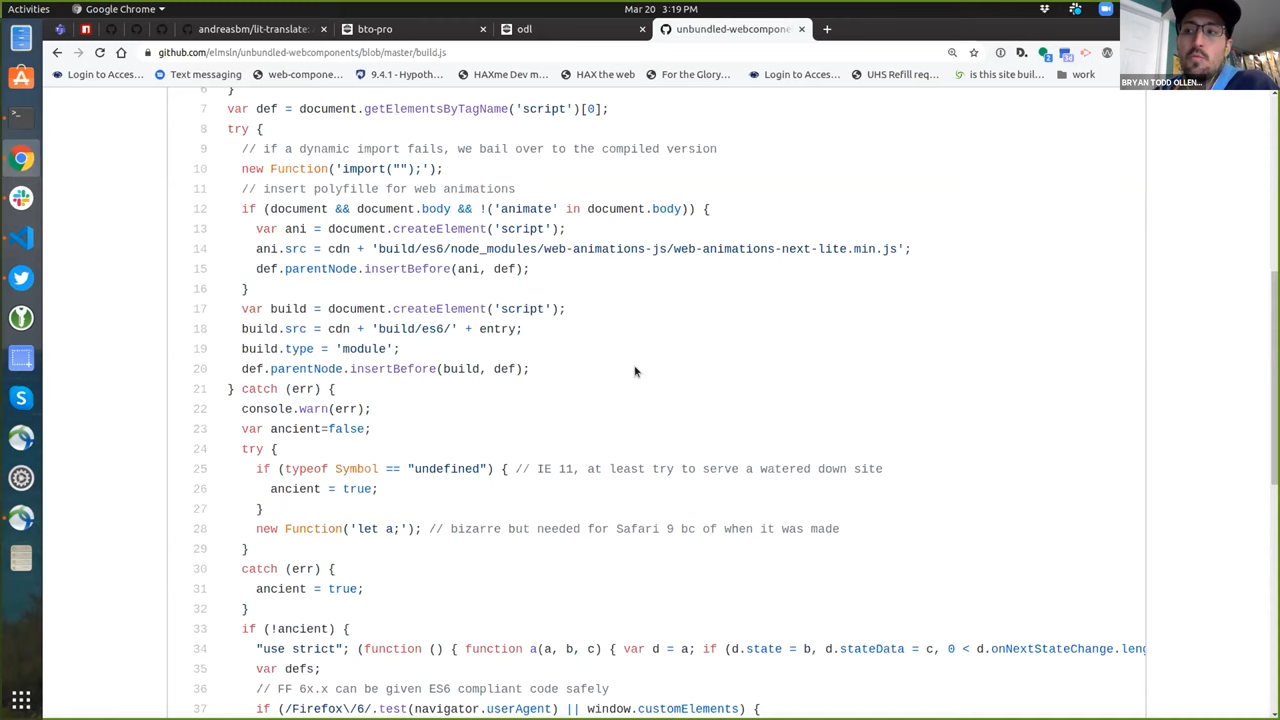 Activities
Google Chrome
Mar 20 3:19 PM
andreasbm/lit-translate:
bto-pro
odl
unbundled-webcompone
github.com/elmsln/unbundled-webcomponents/blob/master/build.js
Login to Acces...
Text messaging
web-compone...
9.4.1 - Hypoth...
HAXme Dev m...
HAX the web
For the Glory...
Login to Acces...
UHS Refill req...
is this site buil...
work
BRYAN TODD OLLEN...
6 }
7 var def = document.getElementsByTagName('script')[0];
8 try {
9 // if a dynamic import fails, we bail over to the compiled version
10 new Function('import("");');
11 // insert polyfille for web animations
12 if (document && document.body && !('animate' in document.body)) {
13 var ani = document.createElement('script');
14 ani.src = cdn + 'build/es6/node_modules/web-animations-js/web-animations-next-lite.min.js';
15 def.parentNode.insertBefore(ani, def);
16 }
17 var build = document.createElement('script');
18 build.src = cdn + 'build/es6/' + entry;
19 build.type = 'module';
20 def.parentNode.insertBefore(build, def);
21 } catch (err) {
22 console.warn(err);
23 var ancient=false;
24 try {
25 if (typeof Symbol == "undefined") { // IE 11, at least try to serve a watered down site
26 ancient = true;
27 }
28 new Function('let a;'); // bizarre but needed for Safari 9 bc of when it was made
29 }
30 catch (err) {
31 ancient = true;
32 }
33 if (!ancient) {
34 "use strict"; (function () { function a(a, b, c) { var d = a; if (d.state = b, d.stateData = c, 0 < d.onNextStateChange.leng
35 var defs;
36 // FF 6x.x can be given ES6 compliant code safely
37 if (/Firefox\/6/.test(navigator.userAgent) || window.customElements) {